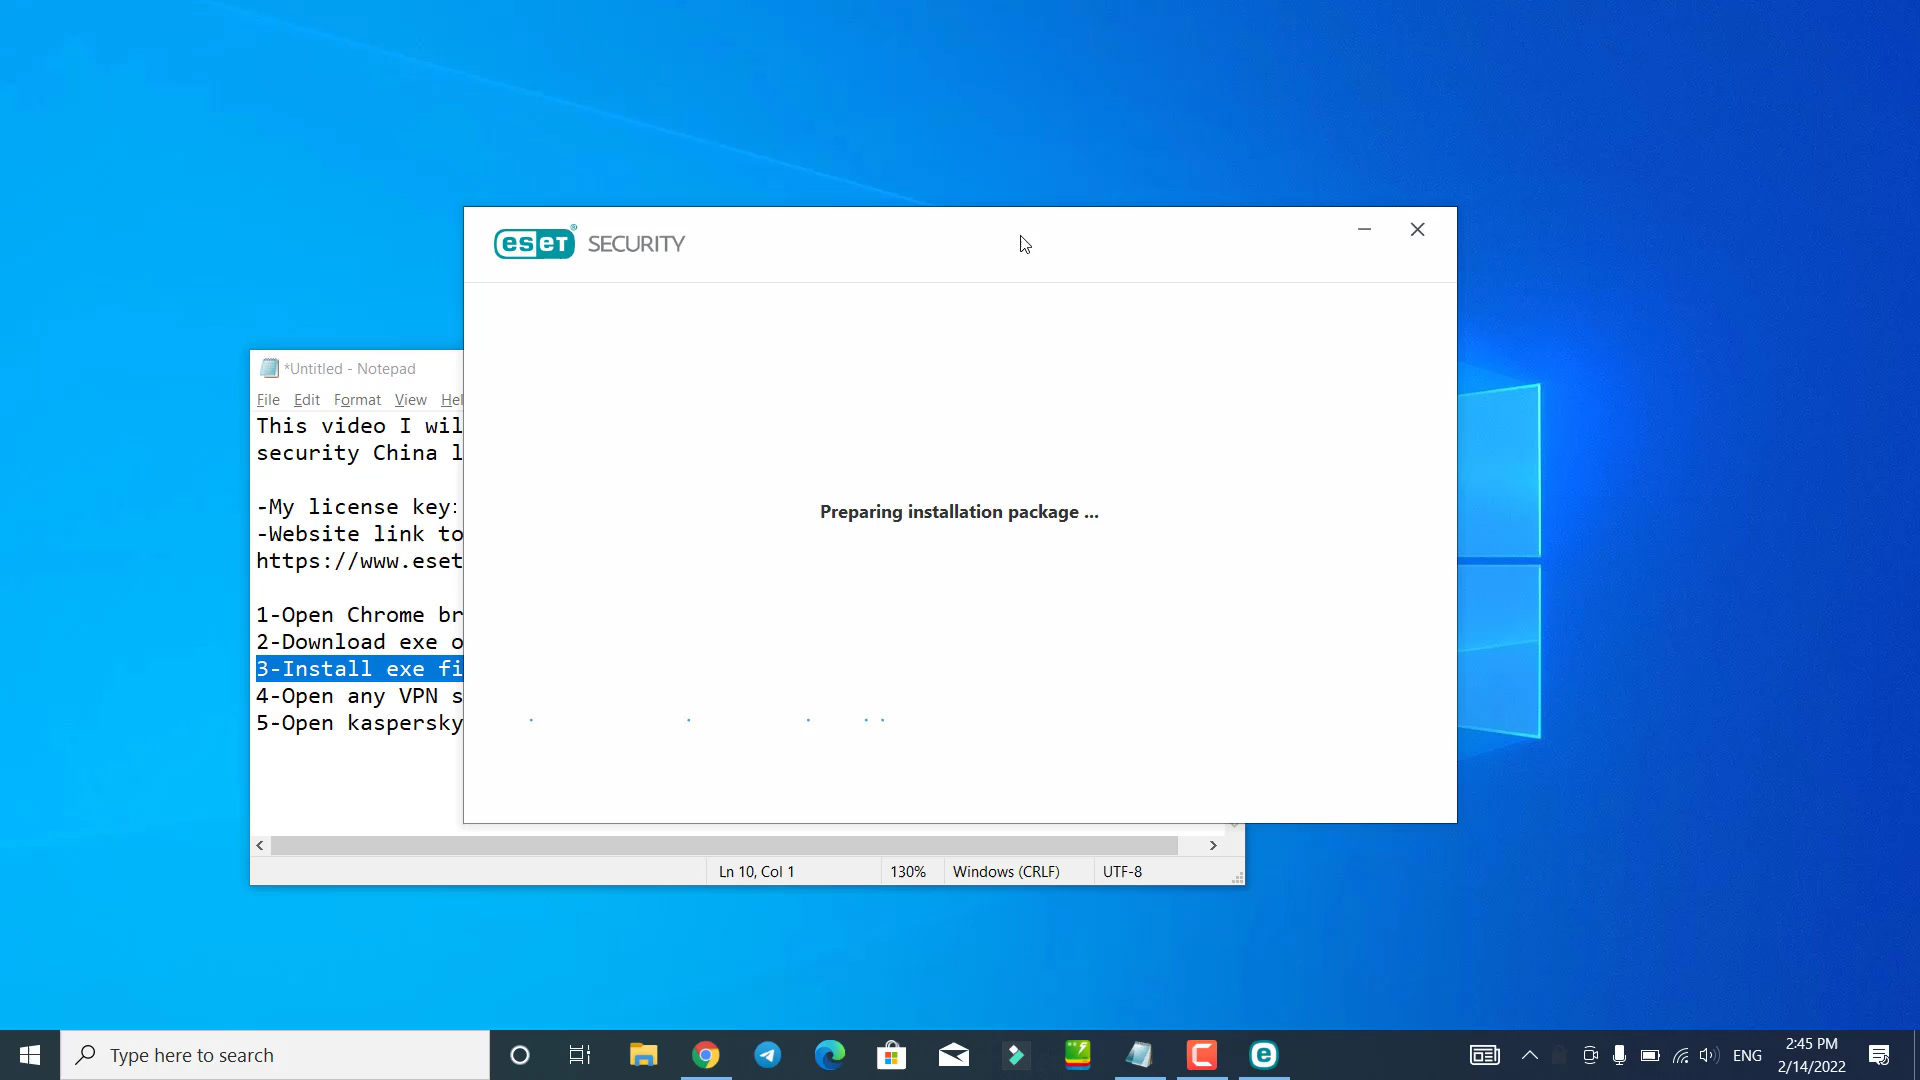 eseT® SECURITY
Preparing installation package ...
*Untitled - Notepad
File Edit Format View Hel
This video I wil
security China l
-My license key:
-Website link to
https://www.eset
1-Open Chrome br
2-Download exe o
3-Install exe fi
4-Open any VPN s
5-Open kaspersky
Ln 10, Col 1 130% Windows (CRLF) UTF-8
Type here to search
ENG
2:45 PM
2/14/2022